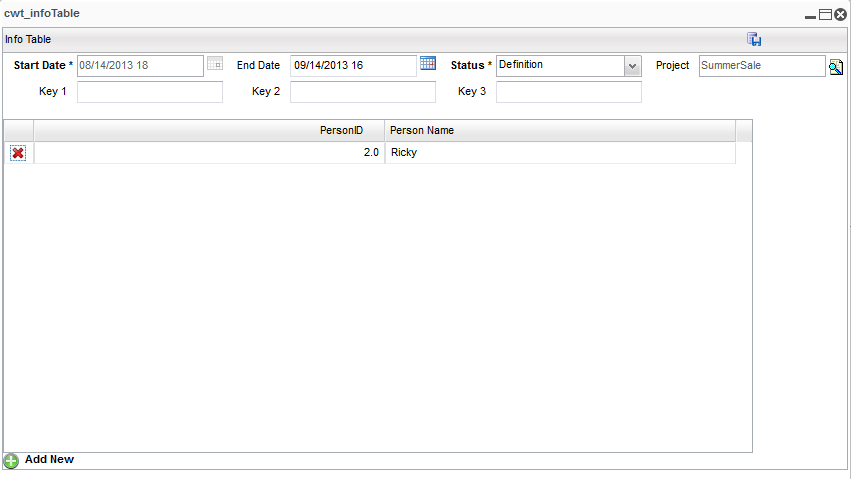 cwt_infoTable
Info Table
Start Date * 08/14/2013 18 End Date 09/14/2013 16 Status * Definition Project SummerSale
Key 1 Key 2 Key 3
PersonID Person Name
2.0 Ricky
Add New